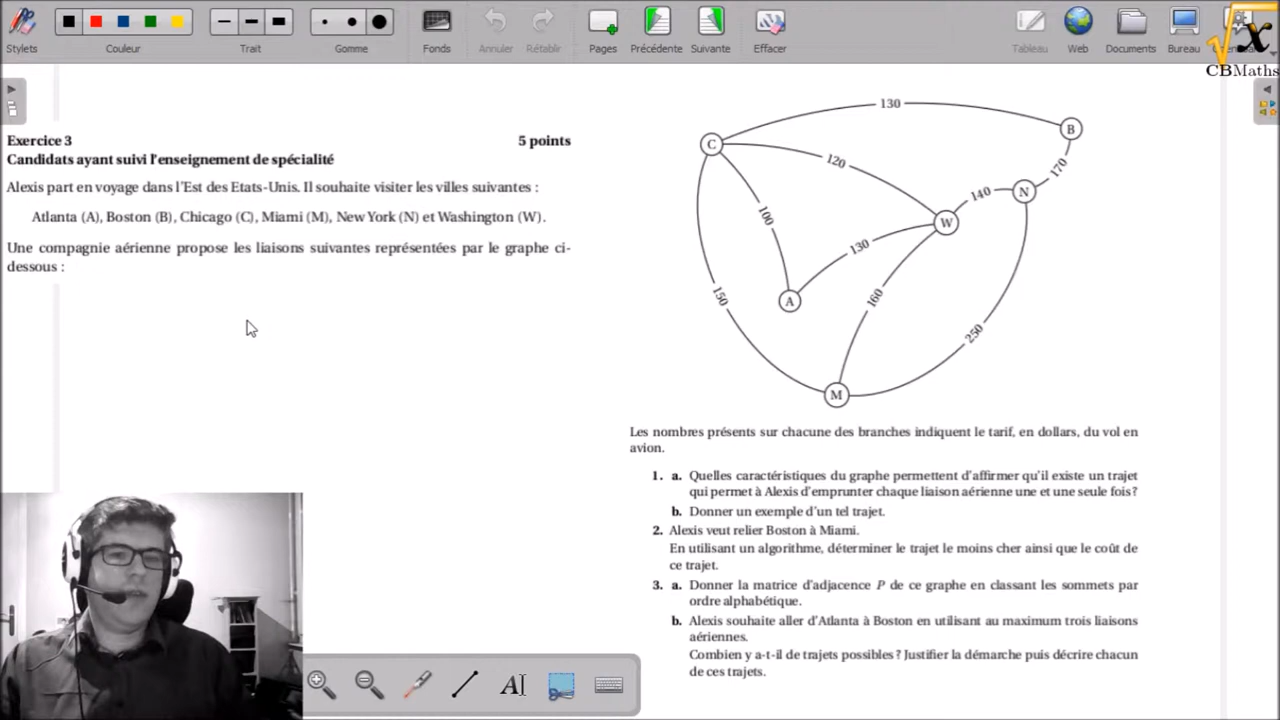 Stylets
Couleur
Trait
Gomme
Fonds
Annuler
Rétablir
Pages
Précédente
Suivante
Effacer
Tableau
Web
Documents
Bureau
√x
CBMaths
Exercice 3 5 points
Candidats ayant suivi l'enseignement de spécialité
Alexis part en voyage dans l'Est des Etats-Unis. Il souhaite visiter les villes suivantes :
Atlanta (A), Boston (B), Chicago (C), Miami (M), New York (N) et Washington (W).
Une compagnie aérienne propose les liaisons suivantes représentées par le graphe ci-
dessous :
130
B
C
120
170
140
N
100
W
130
160
150
A
250
M
Les nombres présents sur chacune des branches indiquent le tarif, en dollars, du vol en
avion.
1. a. Quelles caractéristiques du graphe permettent d'affirmer qu'il existe un trajet
qui permet à Alexis d'emprunter chaque liaison aérienne une et une seule fois ?
b. Donner un exemple d'un tel trajet.
2. Alexis veut relier Boston à Miami.
En utilisant un algorithme, déterminer le trajet le moins cher ainsi que le coût de
ce trajet.
3. a. Donner la matrice d'adjacence P de ce graphe en classant les sommets par
ordre alphabétique.
b. Alexis souhaite aller d'Atlanta à Boston en utilisant au maximum trois liaisons
aériennes.
Combien y a-t-il de trajets possibles ? Justifier la démarche puis décrire chacun
de ces trajets.
A